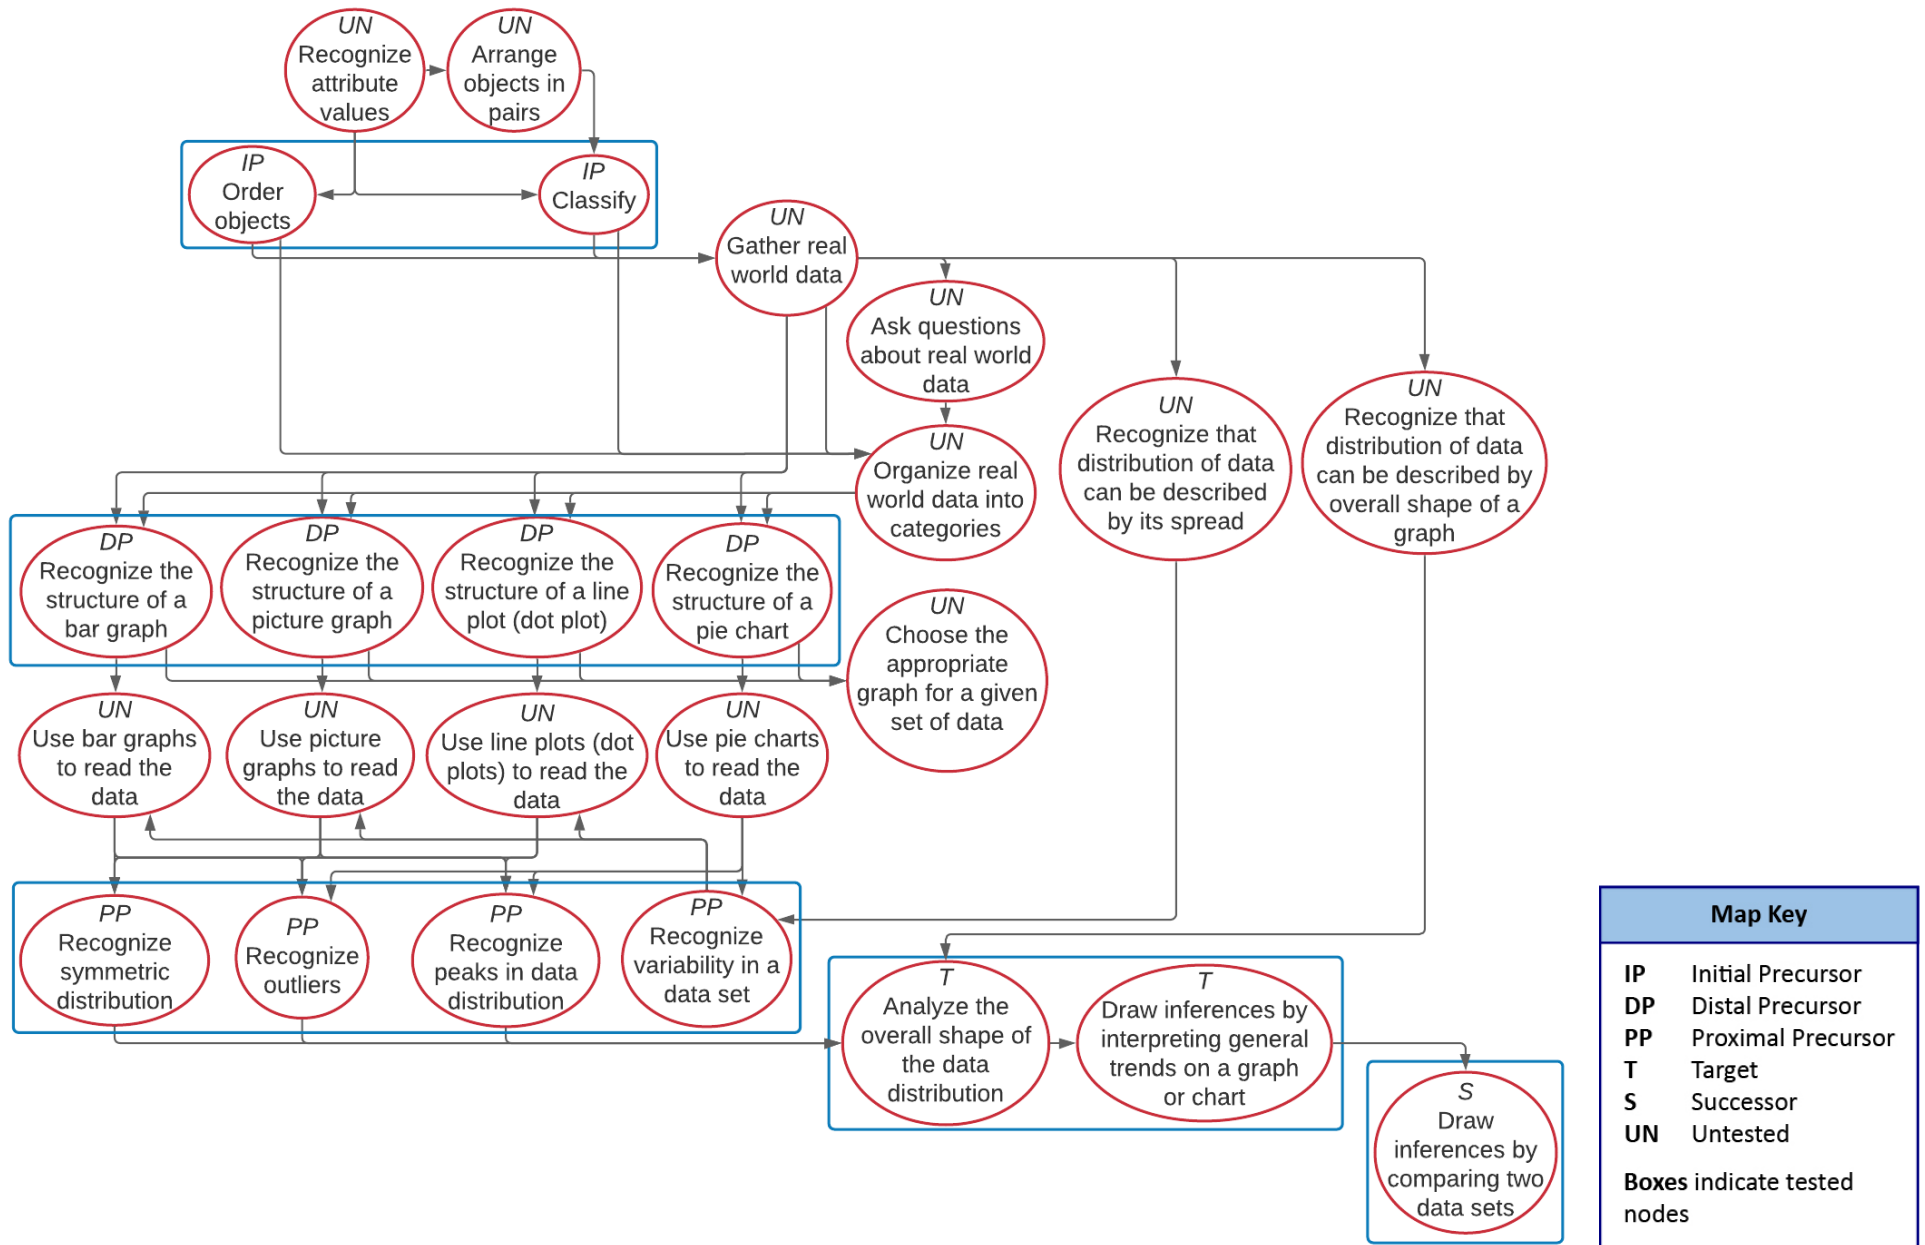 UN
Recognize
attribute
values
UN
Arrange
objects in
pairs
IP
Order
objects
IP
Classify
UN
Gather real
world data
UN
Ask questions
about real world
data
UN
Organize real
world data into
categories
UN
Recognize that
distribution of data
can be described
by its spread
UN
Recognize that
distribution of data
can be described by
overall shape of a
graph
DP
Recognize the
structure of a
bar graph
DP
Recognize the
structure of a
picture graph
DP
Recognize the
structure of a line
plot (dot plot)
DP
Recognize the
structure of a
pie chart
UN
Choose the
appropriate
graph for a given
set of data
UN
Use bar graphs
to read the
data
UN
Use picture
graphs to read
the data
UN
Use line plots (dot
plots) to read the
data
UN
Use pie charts
to read the
data
PP
Recognize
symmetric
distribution
PP
Recognize
outliers
PP
Recognize
peaks in data
distribution
PP
Recognize
variability in a
data set
T
Analyze the
overall shape of
the data
distribution
T
Draw inferences by
interpreting general
trends on a graph
or chart
S
Draw
inferences by
comparing two
data sets
Map Key
IP Initial Precursor
DP Distal Precursor
PP Proximal Precursor
T Target
S Successor
UN Untested
Boxes indicate tested
nodes